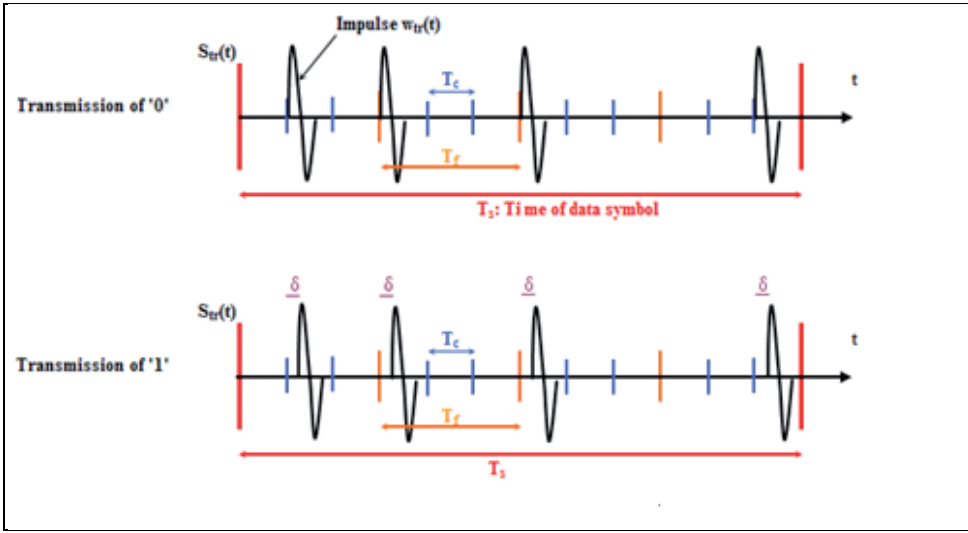 Impulse wtr(t)
Str(t)
Tc
t
Transmission of '0'
Tf
Ts: Time of data symbol
δ δ δ δ
Str(t)
Tc
t
Transmission of '1'
Tf
Ts